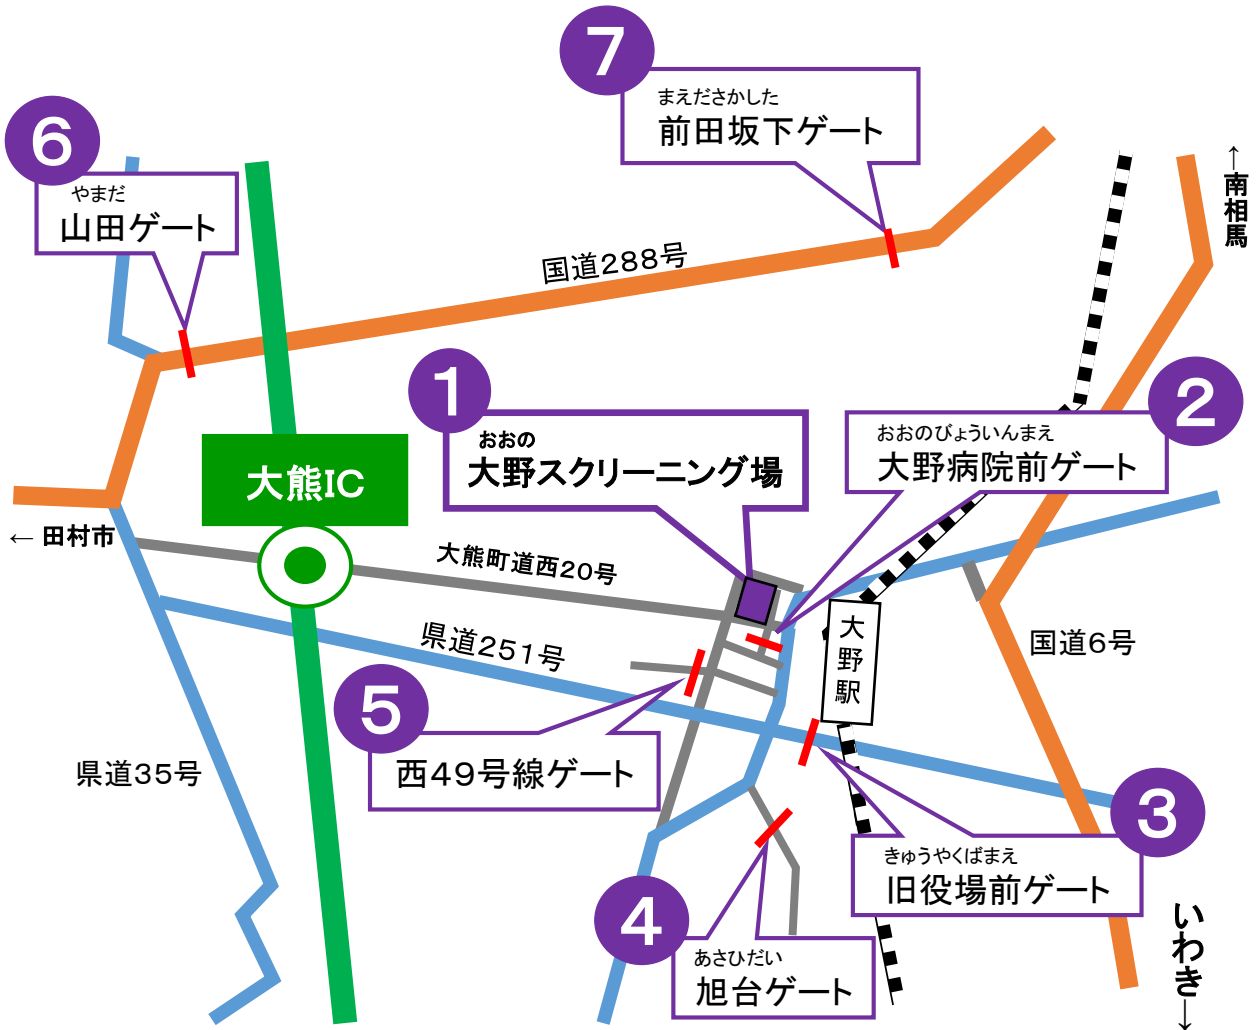 7
まえださかした
前田坂下ゲート
6
やまだ
山田ゲート
↑南相馬
国道288号
1
おおの
大野スクリーニング場
2
おおのびょういんまえ
大野病院前ゲート
大熊IC
← 田村市
大熊町道西20号
大野駅
国道6号
県道251号
5
西49号線ゲート
県道35号
3
きゅうやくばまえ
旧役場前ゲート
4
あさひだい
旭台ゲート
いわき↓